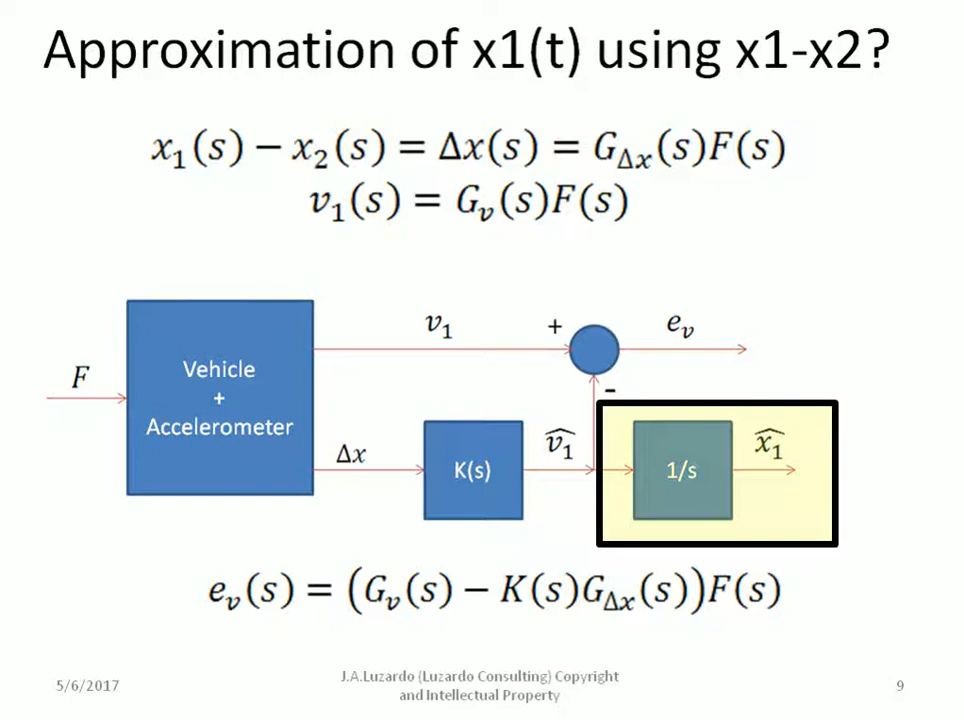 Approximation of x1(t) using x1-x2?
x₁(s) − x₂(s) = Δx(s) = G_Δx(s)F(s)
v₁(s) = G_v(s)F(s)
F
Vehicle
+
Accelerometer
v₁
+
e_v
-
Δx
K(s)
v̂₁
1/s
x̂₁
e_v(s) = (G_v(s) − K(s)G_Δx(s))F(s)
5/6/2017
J.A.Luzardo (Luzardo Consulting) Copyright
and Intellectual Property
9